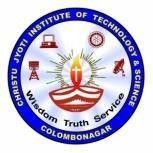 CHRISTU JYOTI INSTITUTE OF TECHNOLOGY & SCIENCE
Wisdom Truth Service
COLOMBONAGAR